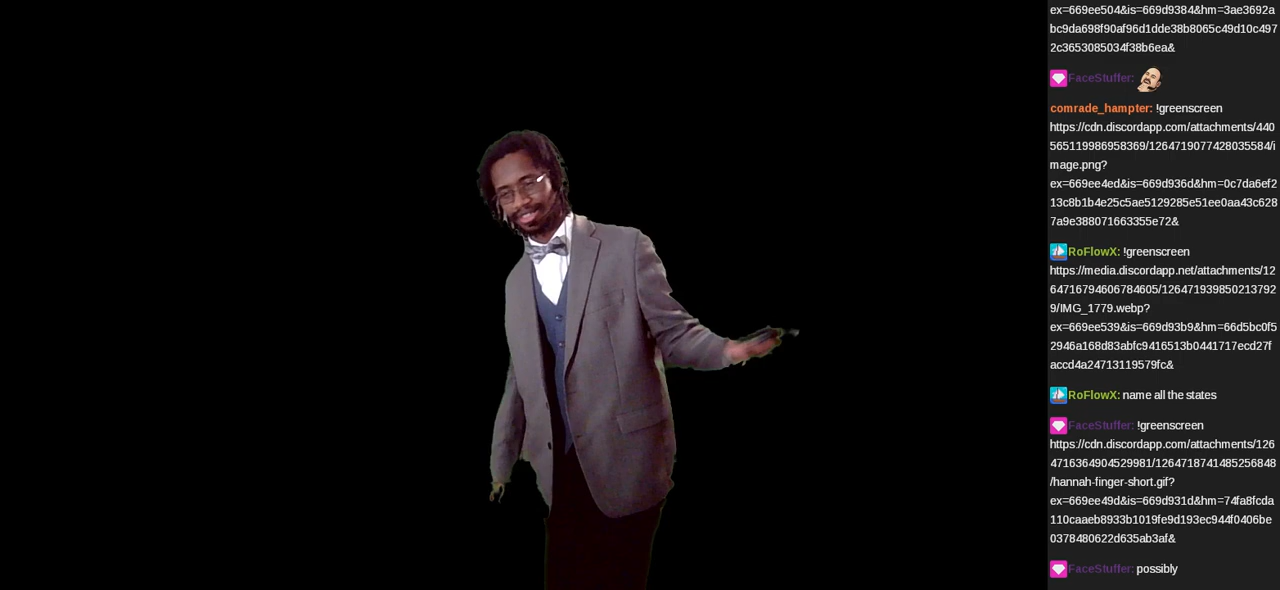 ex=669ee504&is=669d9384&hm=3ae3692a
bc9da698f90af96d1dde38b8065c49d10c497
2c3653085034f38b6ea&
FaceStuffer:
comrade_hampter: !greenscreen
https://cdn.discordapp.com/attachments/440
565119986958369/1264719077428035584/i
mage.png?
ex=669ee4ed&is=669d936d&hm=0c7da6ef2
13c8b1b4e25c5ae5129285e51ee0aa43c628
7a9e388071663355e72&
RoFlowX: !greenscreen
https://media.discordapp.net/attachments/12
64716794606784605/126471939850213792
9/IMG_1779.webp?
ex=669ee539&is=669d93b9&hm=66d5bc0f5
2946a168d83abfc9416513b0441717ecd27f
accd4a24713119579fc&
RoFlowX: name all the states
FaceStuffer: !greenscreen
https://cdn.discordapp.com/attachments/126
4716364904529981/1264718741485256848
/hannah-finger-short.gif?
ex=669ee49d&is=669d931d&hm=74fa8fcda
110caaeb8933b1019fe9d193ec944f0406be
0378480622d635ab3af&
FaceStuffer: possibly